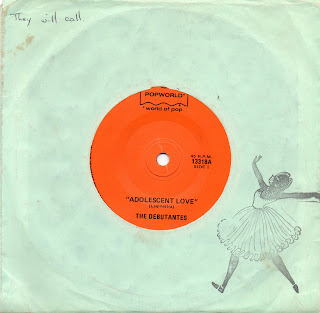 They will call.
POPWORLD
world of pop
45 R.P.M.
13318A
SIDE 1
"ADOLESCENT LOVE"
THE DEBUTANTES